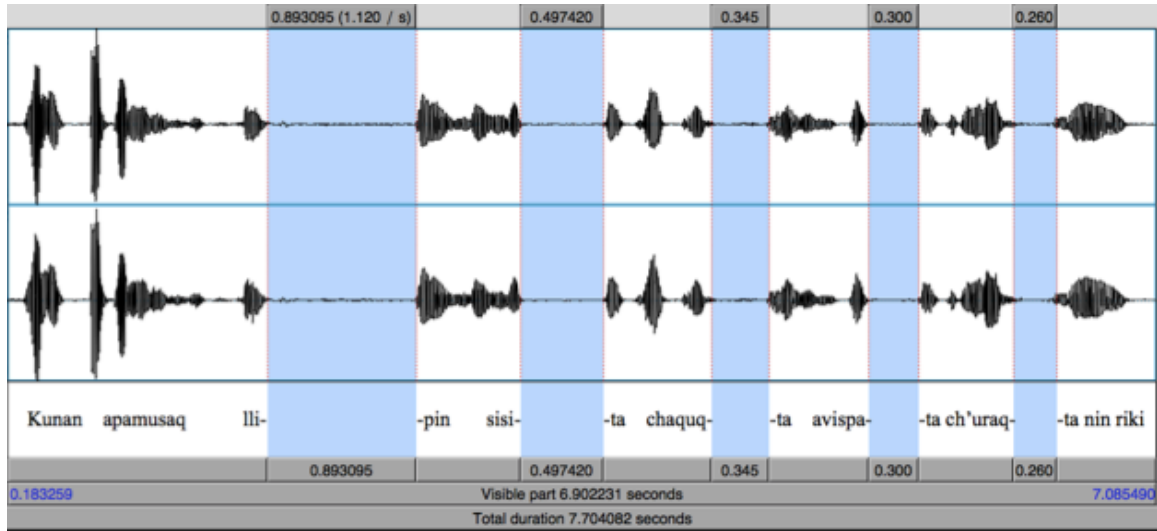 0.893095 (1.120 / s) 0.497420 0.345 0.300 0.260
Kunan apamusaq lli- -pin sisi- -ta chaquq- -ta avispa- -ta ch'uraq- -ta nin riki
0.893095 0.497420 0.345 0.300 0.260
0.183259 Visible part 6.902231 seconds 7.085490
Total duration 7.704082 seconds